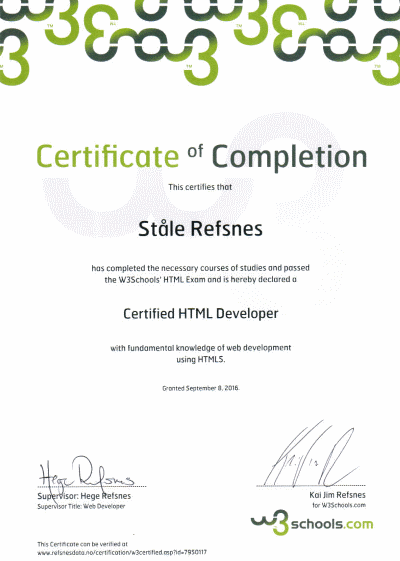 Certificate of Completion
This certifies that
Ståle Refsnes
has completed the necessary courses of studies and passed
the W3Schools' HTML Exam and is hereby declared a
Certified HTML Developer
with fundamental knowledge of web development
using HTML5.
Granted September 8, 2016.
Hege Refsnes
Supervisor: Hege Refsnes
Supervisor Title: Web Developer
Kai Jim Refsnes
for W3Schools.com
w3schools.com
This Certificate can be verified at
www.refsnesdata.no/certification/w3certified.asp?id=7950117